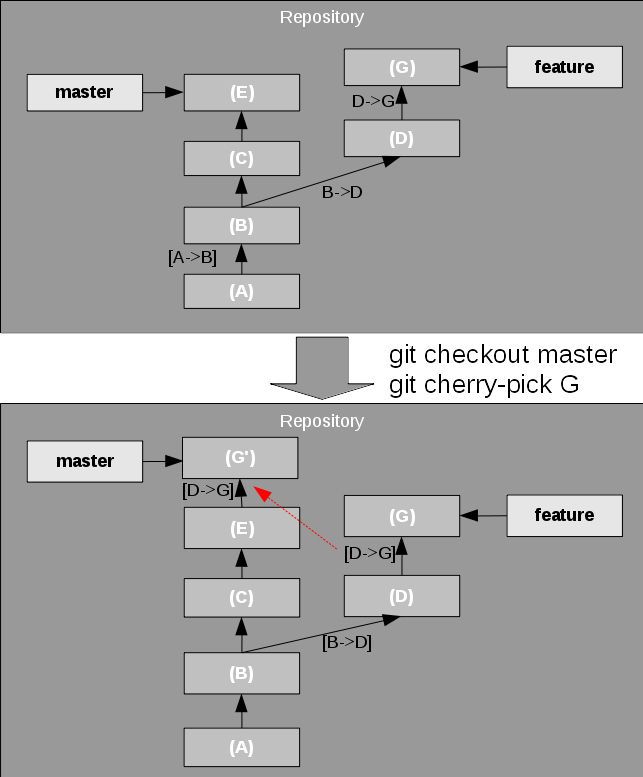 Repository
(G)
feature
master
(E)
D->G
(D)
(C)
B->D
(B)
[A->B]
(A)
git checkout master
git cherry-pick G
Repository
master
(G')
[D->G]
(G)
feature
(E)
[D->G]
(C)
(D)
[B->D]
(B)
(A)